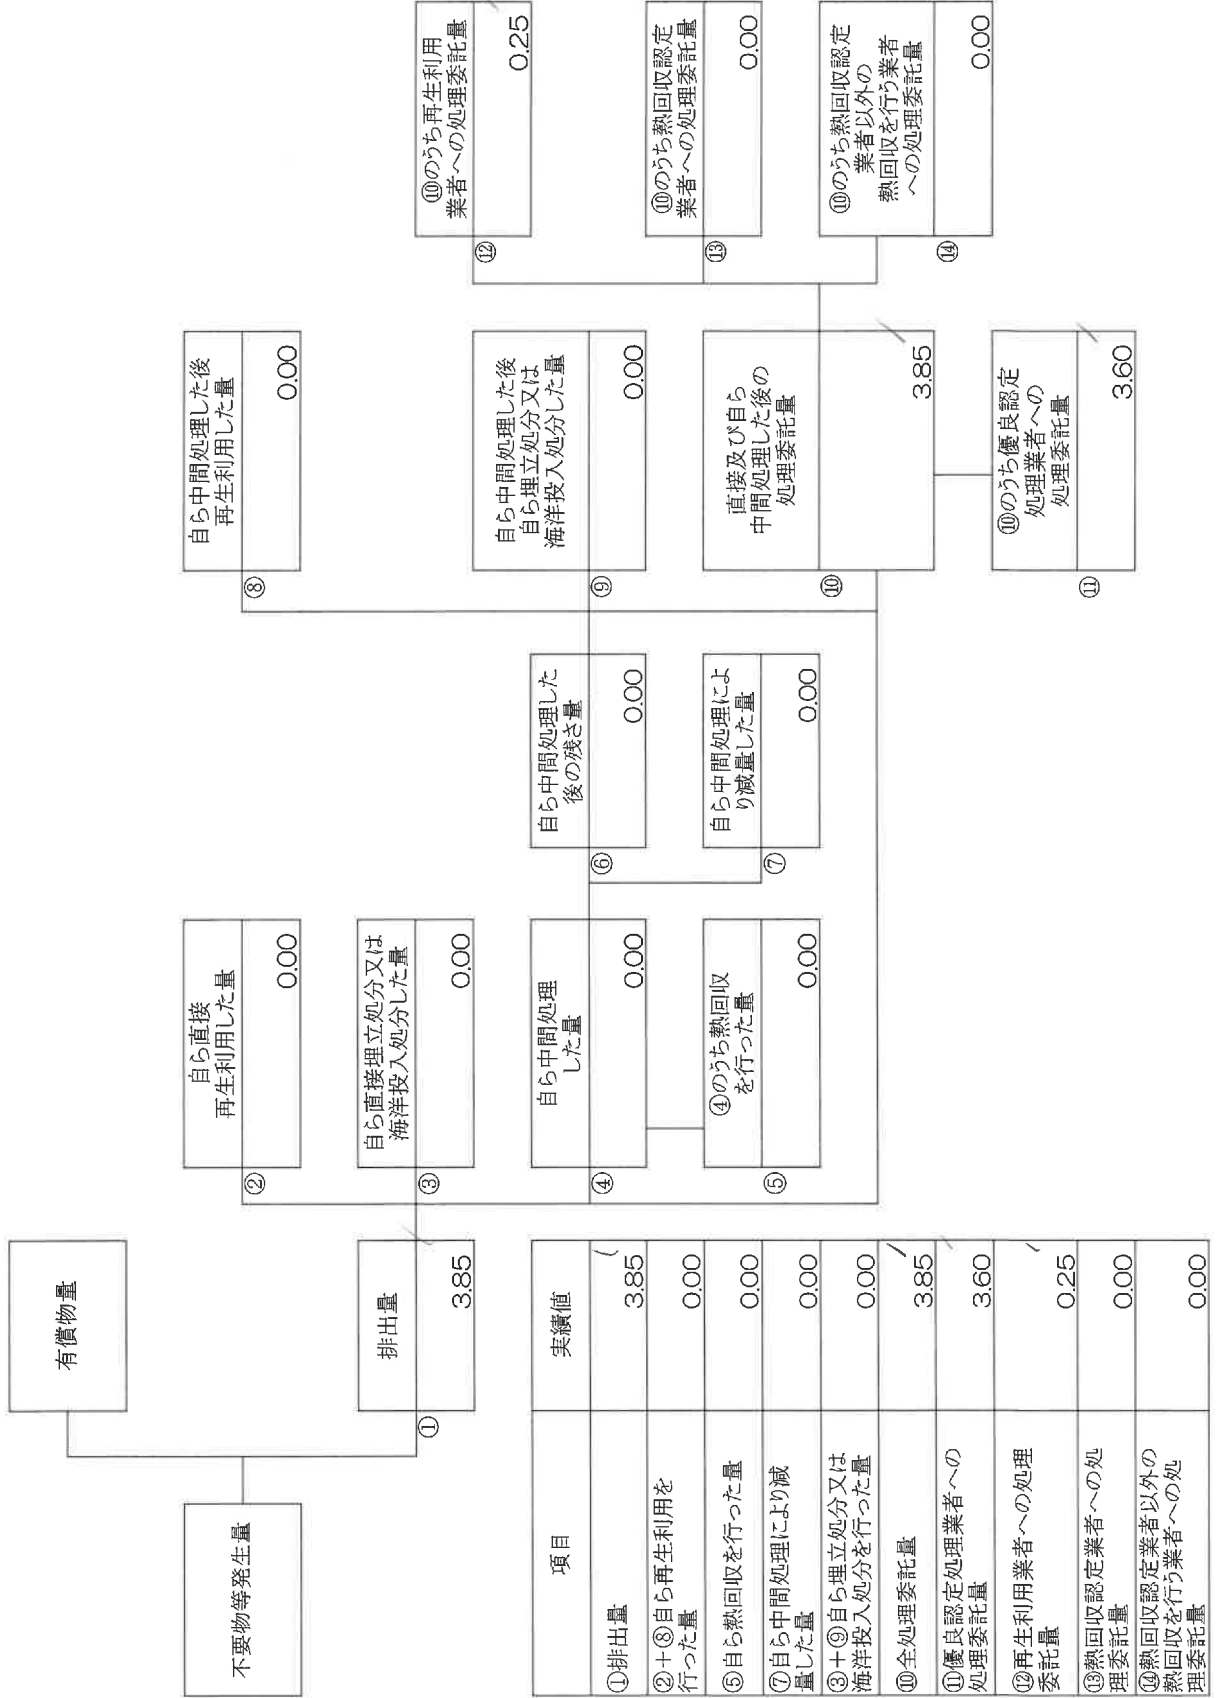 不要物等発生量
有償物量
排出量
①
3.85
自ら直接
再生利用した量
②
0.00
自ら直接埋立処分又は
海洋投入処分した量
③
0.00
自ら中間処理
した量
④
0.00
④のうち熱回収
を行った量
⑤
0.00
自ら中間処理した
後の残さ量
⑥
0.00
自ら中間処理によ
り減量した量
⑦
0.00
自ら中間処理した後
再生利用した量
⑧
0.00
自ら中間処理した後
自ら埋立処分又は
海洋投入処分した量
⑨
0.00
直接及び自ら
中間処理した後の
処理委託量
⑩
3.85
⑩のうち優良認定
処理業者への
処理委託量
⑪
3.60
⑩のうち再生利用
業者への処理委託量
⑫
0.25
⑩のうち熱回収認定
業者への処理委託量
⑬
0.00
⑩のうち熱回収認定
業者以外の
熱回収を行う業者
への処理委託量
⑭
0.00
項目
実績値
①排出量
3.85
②+⑧自ら再生利用を
行った量
0.00
⑤自ら熱回収を行った量
0.00
⑦自ら中間処理により減
量した量
0.00
③+⑨自ら埋立処分又は
海洋投入処分を行った量
0.00
⑩全処理委託量
3.85
⑪優良認定処理業者への
処理委託量
3.60
⑫再生利用業者への処理
委託量
0.25
⑬熱回収認定業者への処
理委託量
0.00
⑭熱回収認定業者以外の
熱回収を行う業者への処
理委託量
0.00